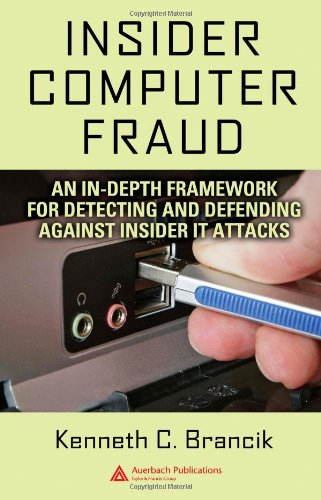 INSIDER
COMPUTER
FRAUD
AN IN-DEPTH FRAMEWORK
FOR DETECTING AND DEFENDING
AGAINST INSIDER IT ATTACKS
Kenneth C. Brancik
Auerbach Publications
Taylor & Francis Group